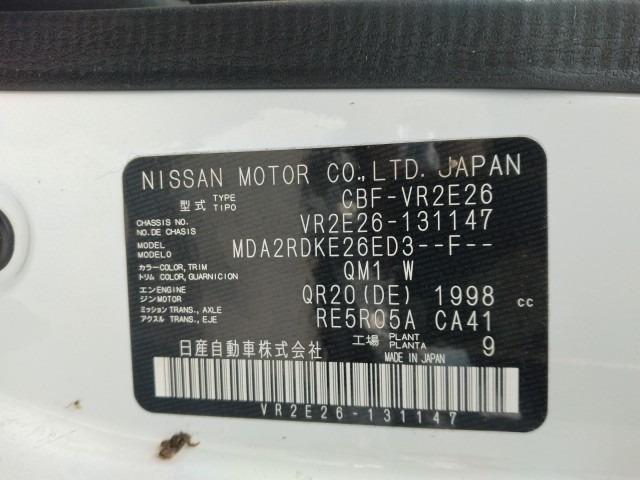 NISSAN MOTOR CO.,LTD. JAPAN
型式 TYPE TIPO CBF-VR2E26
CHASSIS NO. NO.DE CHASIS VR2E26-131147
MODEL MODELO MDA2RDKE26ED3--F--
カラー COLOR, TRIM トリム COLOR, GUARNICION QM1 W
エンジン ENGINE MOTOR QR20(DE) 1998 cc
ミッション TRANS., AXLE アクスル TRANS., EJE RE5R05A CA41
工場 PLANT PLANTA 9
日産自動車株式会社 MADE IN JAPAN
VR2E26-131147